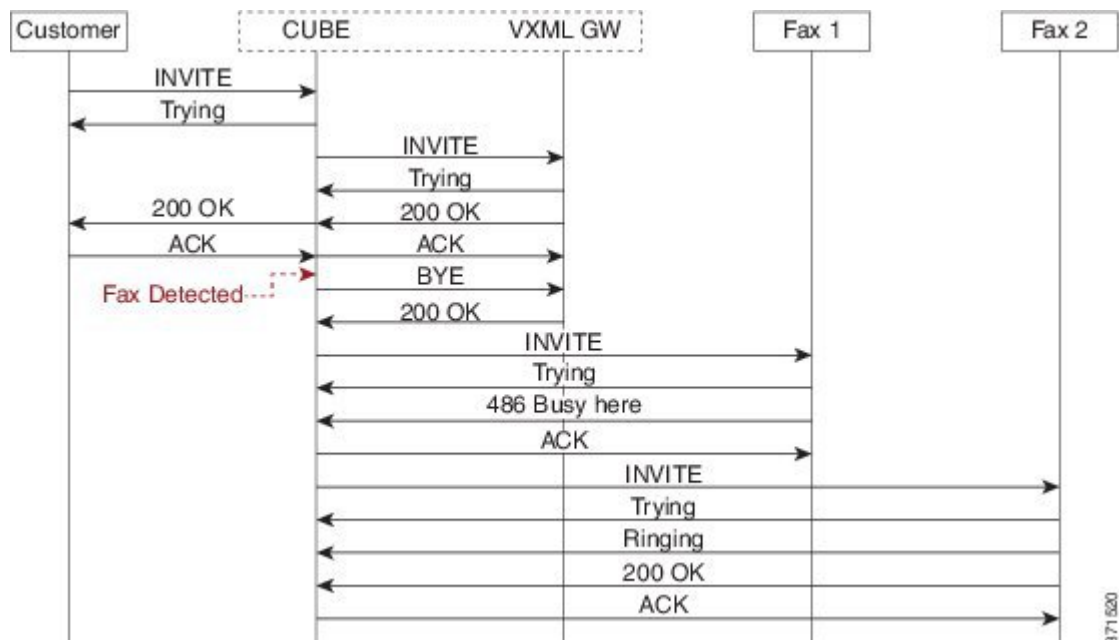 Customer CUBE VXML GW Fax 1 Fax 2
INVITE
Trying
INVITE
Trying
200 OK 200 OK
ACK ACK
Fax Detected
BYE
200 OK
INVITE
Trying
486 Busy here
ACK
INVITE
Trying
Ringing
200 OK
ACK